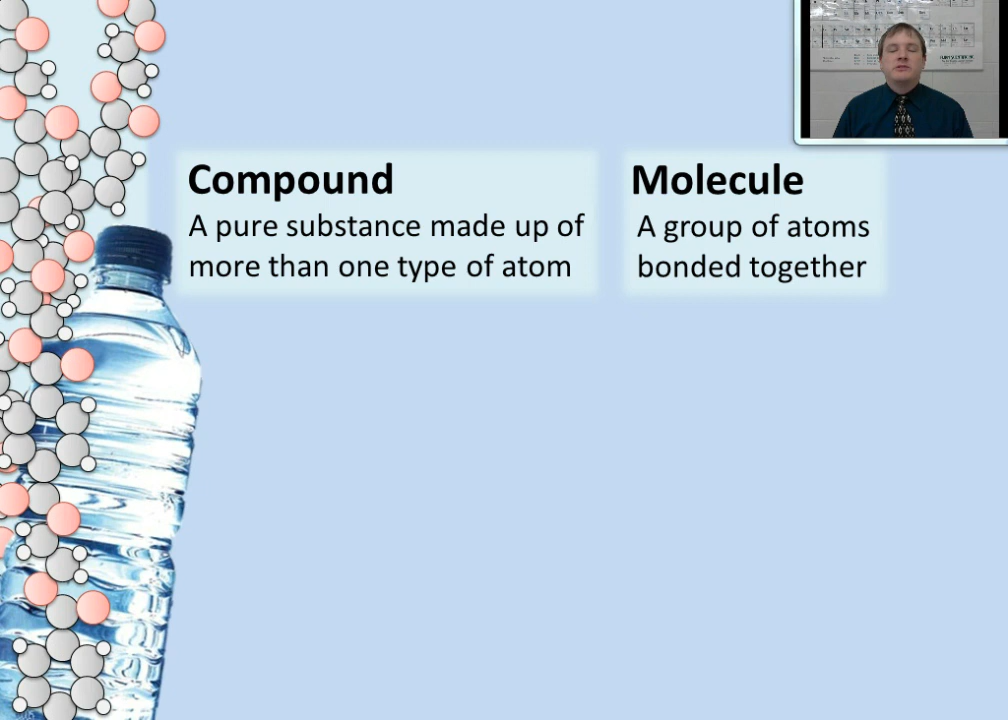 Compound
A pure substance made up of
more than one type of atom
Molecule
A group of atoms
bonded together